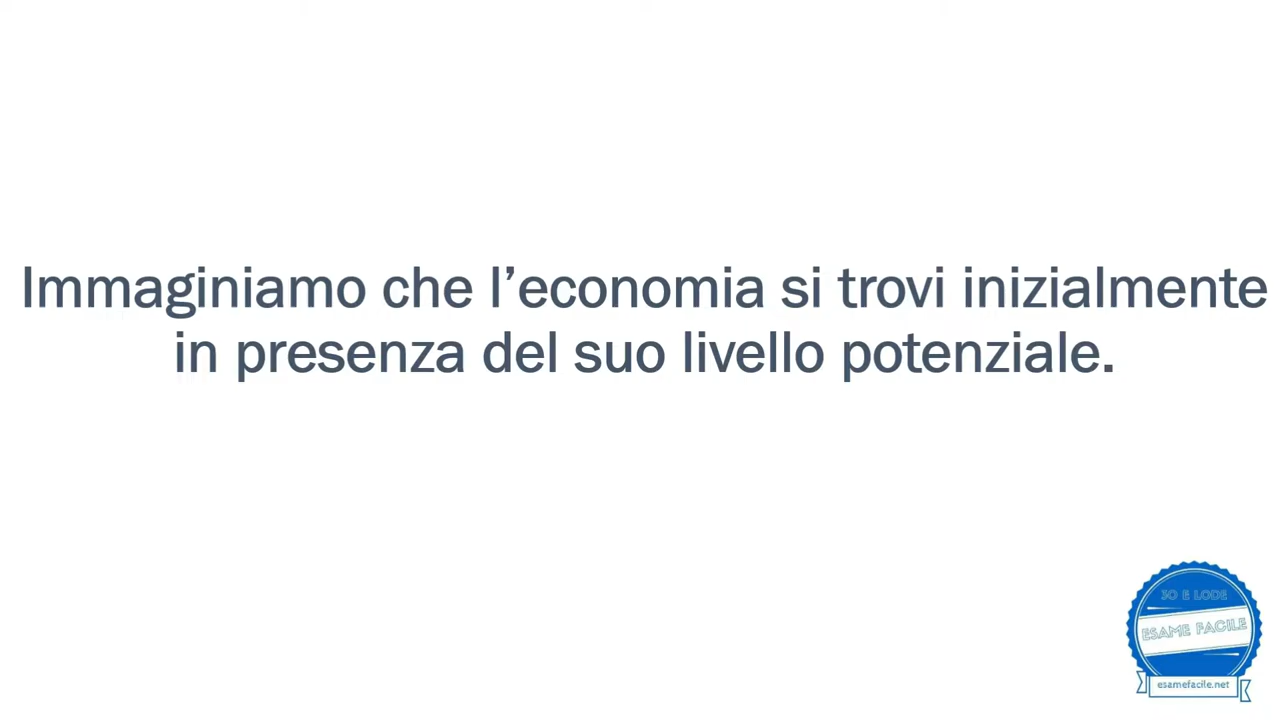 Immaginiamo che l’economia si trovi inizialmente
in presenza del suo livello potenziale.
30 E LODE
ESAME FACILE
esamefacile.net